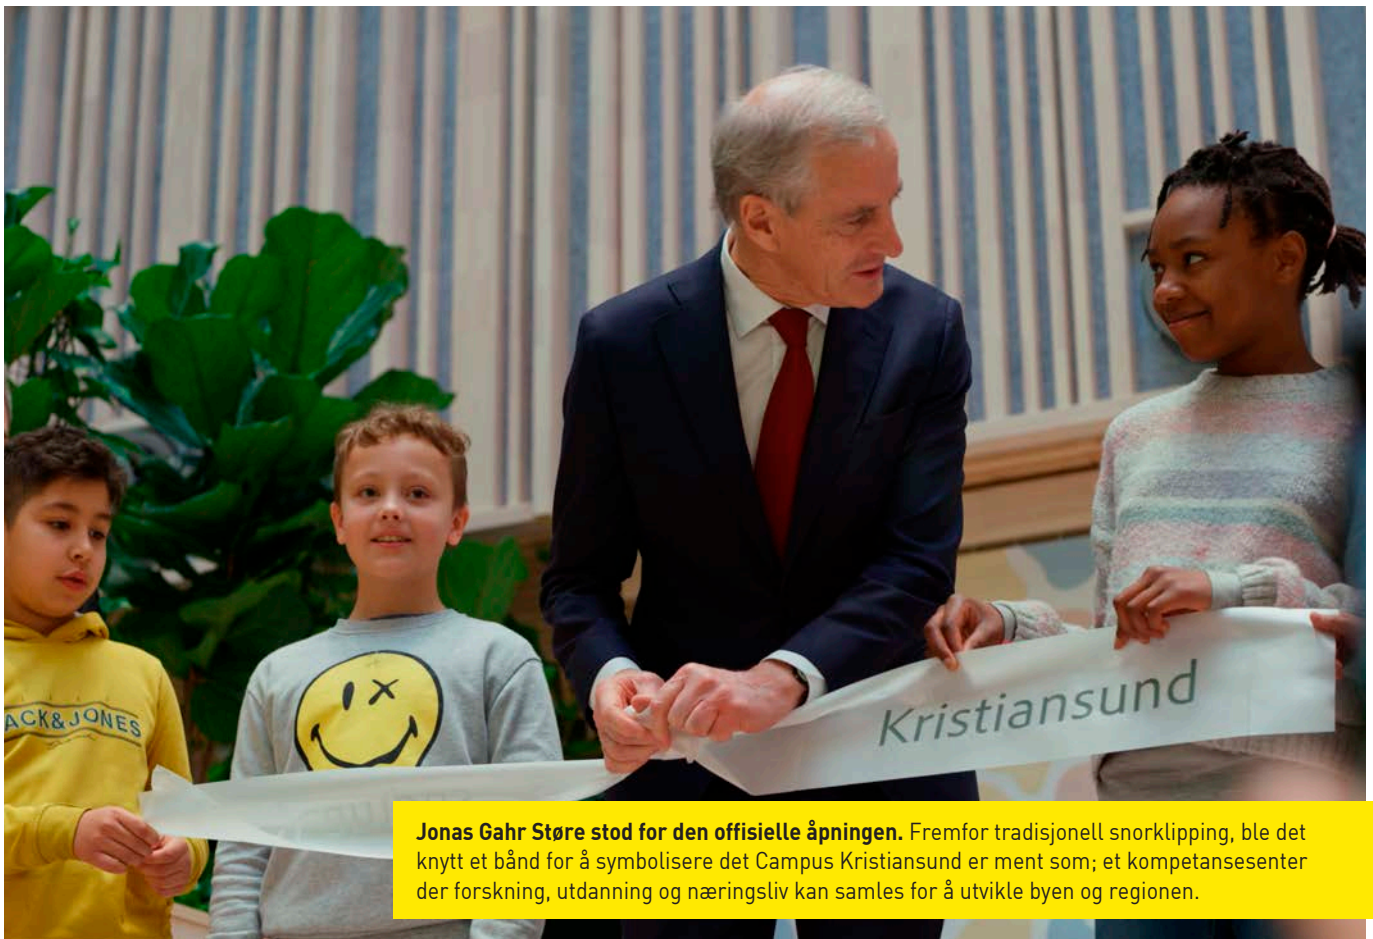 ACK&JONES
Kristiansund
Jonas Gahr Støre stod for den offisielle åpningen. Fremfor tradisjonell snorklipping, ble det
knytt et bånd for å symbolisere det Campus Kristiansund er ment som; et kompetansesenter
der forskning, utdanning og næringsliv kan samles for å utvikle byen og regionen.